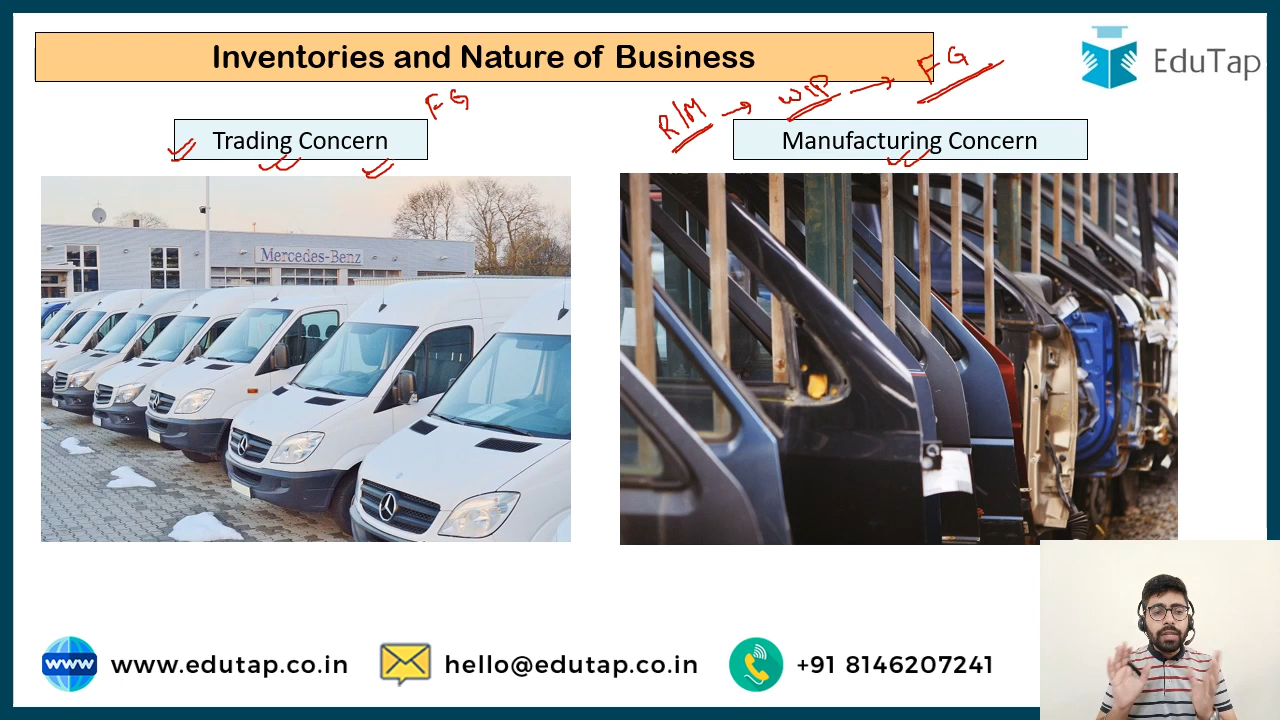 Inventories and Nature of Business
EduTap
FG
R/M → WIP → FG
Trading Concern
Manufacturing Concern
Mercedes-Benz
www
www.edutap.co.in
hello@edutap.co.in
+91 8146207241